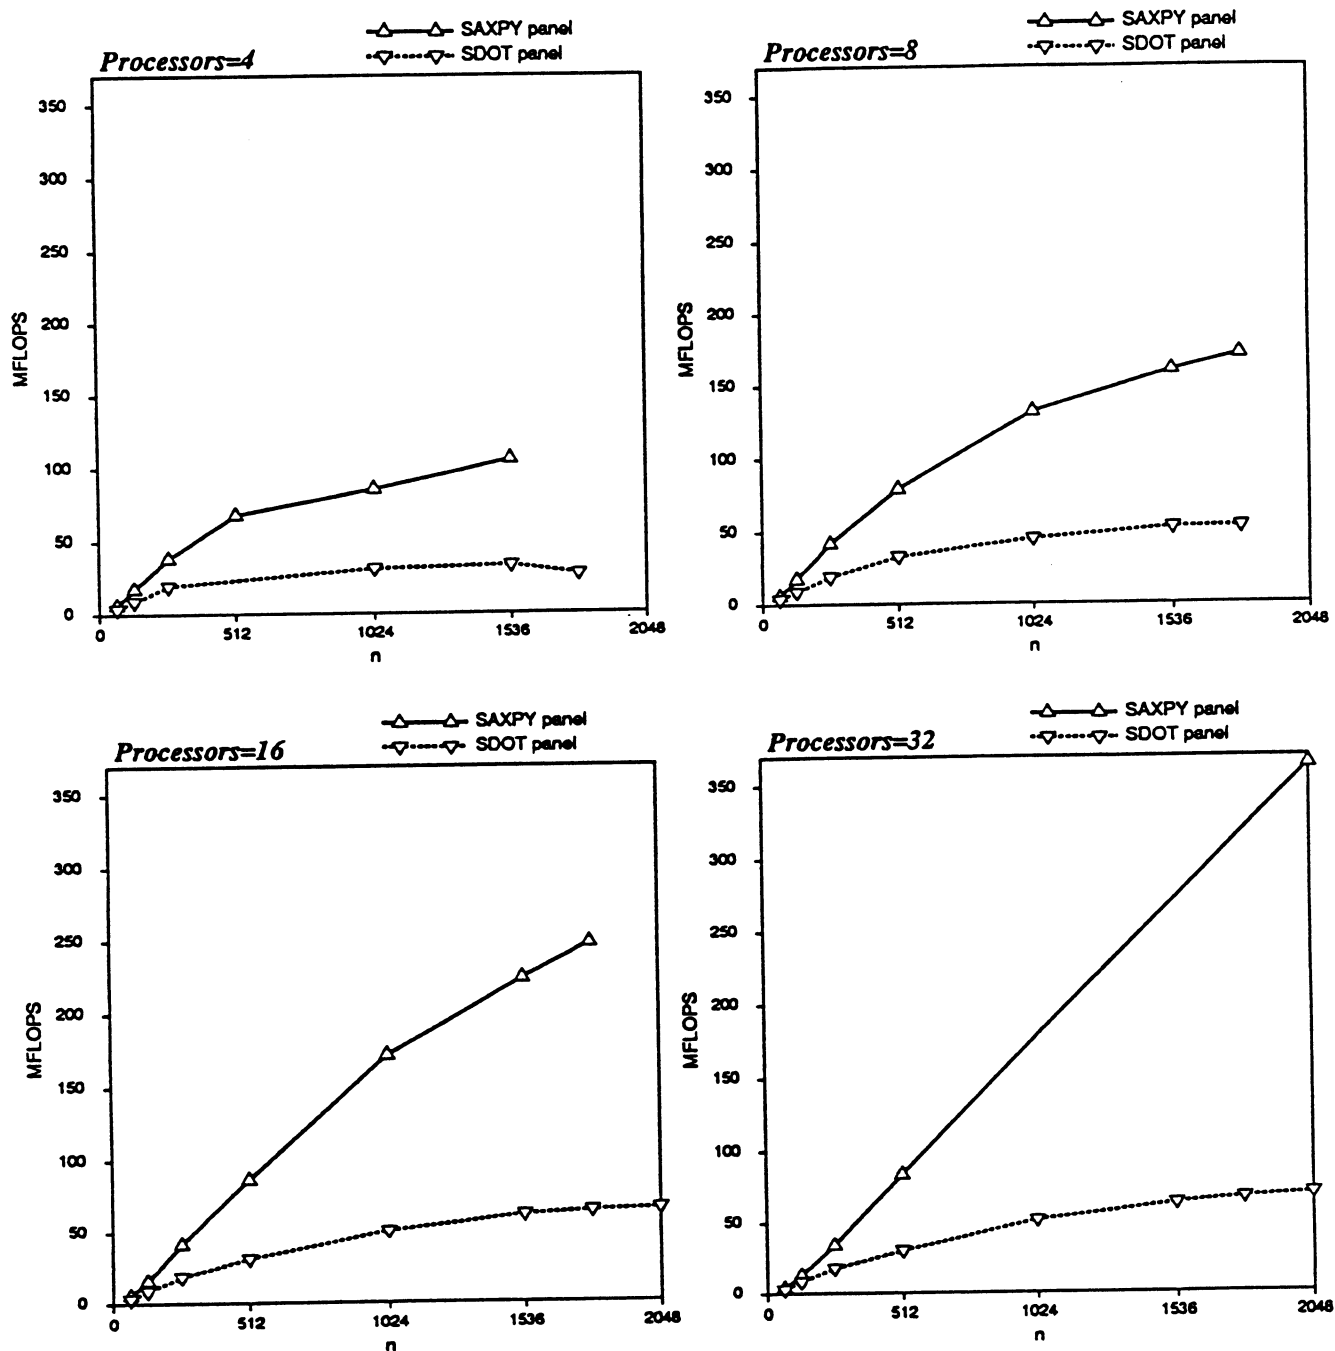 SAXPY panel
SDOT panel
Processors=4
350
300
250
200
150
100
50
0
MFLOPS
0 512 1024 1536 2048
n
SAXPY panel
SDOT panel
Processors=8
350
300
250
200
150
100
50
0
MFLOPS
0 512 1024 1536 2048
n
SAXPY panel
SDOT panel
Processors=16
350
300
250
200
150
100
50
0
MFLOPS
0 512 1024 1536 2048
n
SAXPY panel
SDOT panel
Processors=32
350
300
250
200
150
100
50
0
MFLOPS
0 512 1024 1536 2048
n